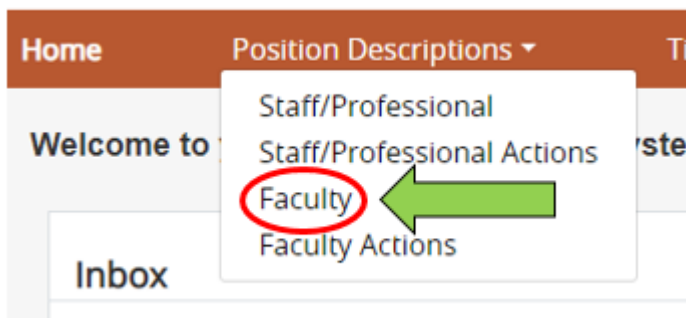 Home Position Descriptions
Staff/Professional
Welcome to
Staff/Professional Actions
Faculty
Faculty Actions
Inbox